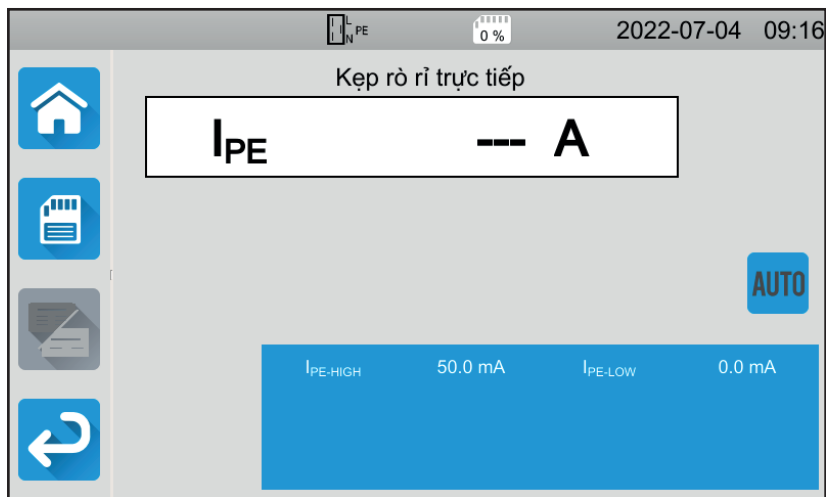 L N PE 0 % 2022-07-04 09:16
Kẹp rò rỉ trực tiếp
IPE --- A
AUTO
IPE-HIGH 50.0 mA IPE-LOW 0.0 mA